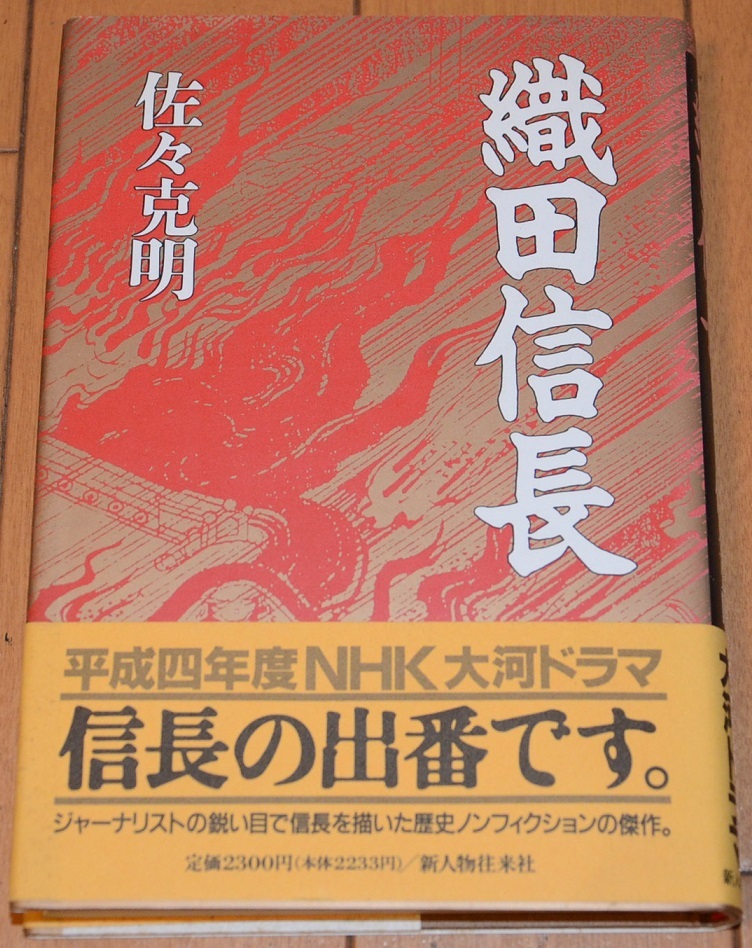 織田信長
佐々克明
平成四年度NHK大河ドラマ
信長の出番です。
ジャーナリストの鋭い目で信長を描いた歴史ノンフィクションの傑作。
定価2300円(本体2233円)/新人物往来社